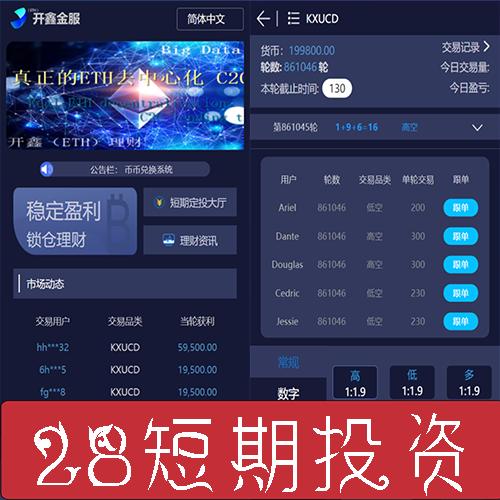 开鑫金服
简体中文
Big Data
真正的ETH去中心化 C2C
开鑫(ETH)理财
公告栏： 币币兑换系统
稳定盈利
锁仓理财
短期定投大厅
理财资讯
市场动态
交易用户 交易品类 当轮获利
hh***32 KXUCD 59,500.00
6h***5 KXUCD 19,500.00
fg***8 KXUCD 19,500.00
KXUCD
货币： 199800.00 交易记录
轮数: 861046 轮 今日交易量:
本轮截止时间: 130 今日盈亏:
第861045轮 1+9+6=16 高空
用户 轮数 交易品类 单轮交易 跟单
Ariel 861046 低空 200 跟单
Dante 861046 高空 300 跟单
Douglas 861046 高空 300 跟单
Cedric 861046 低空 230 跟单
Jessie 861046 低空 230 跟单
常规
数字
高 低 多
1:1.9 1:1.9 1:1.9
28短期投资